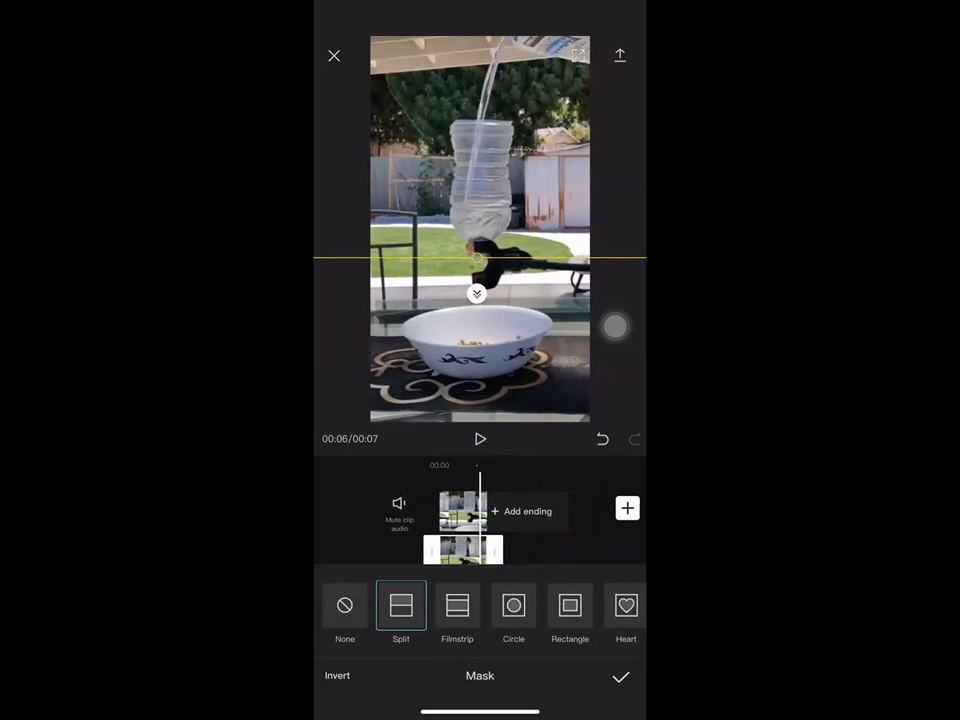 00:06/00:07
00:00
Mute clip
audio
+ Add ending
None
Split
Filmstrip
Circle
Rectangle
Heart
Invert
Mask